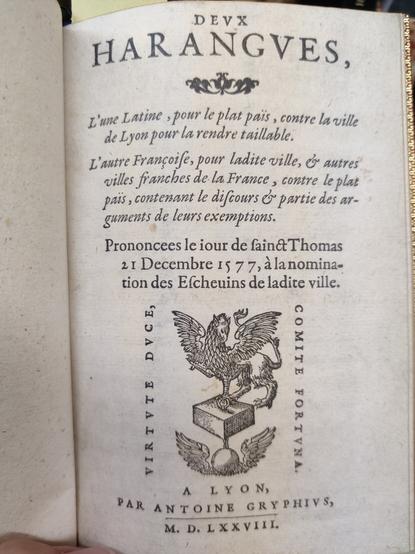 DEVX
HARANGVES,
L'une Latine, pour le plat païs, contre la ville
de Lyon pour la rendre taillable.
L'autre Françoiſe, pour ladite ville, & autres
villes franches de la France, contre le plat
païs, contenant le diſcours & partie des ar-
guments de leurs exemptions.
Prononcees le iour de ſainct Thomas
21 Decembre 1577, à la nomina-
tion des Eſcheuins de ladite ville.
VIRTVTE DVCE,
COMITE FORTVNA.
A LYON,
PAR ANTOINE GRYPHIVS,
M. D. LXXVIII.